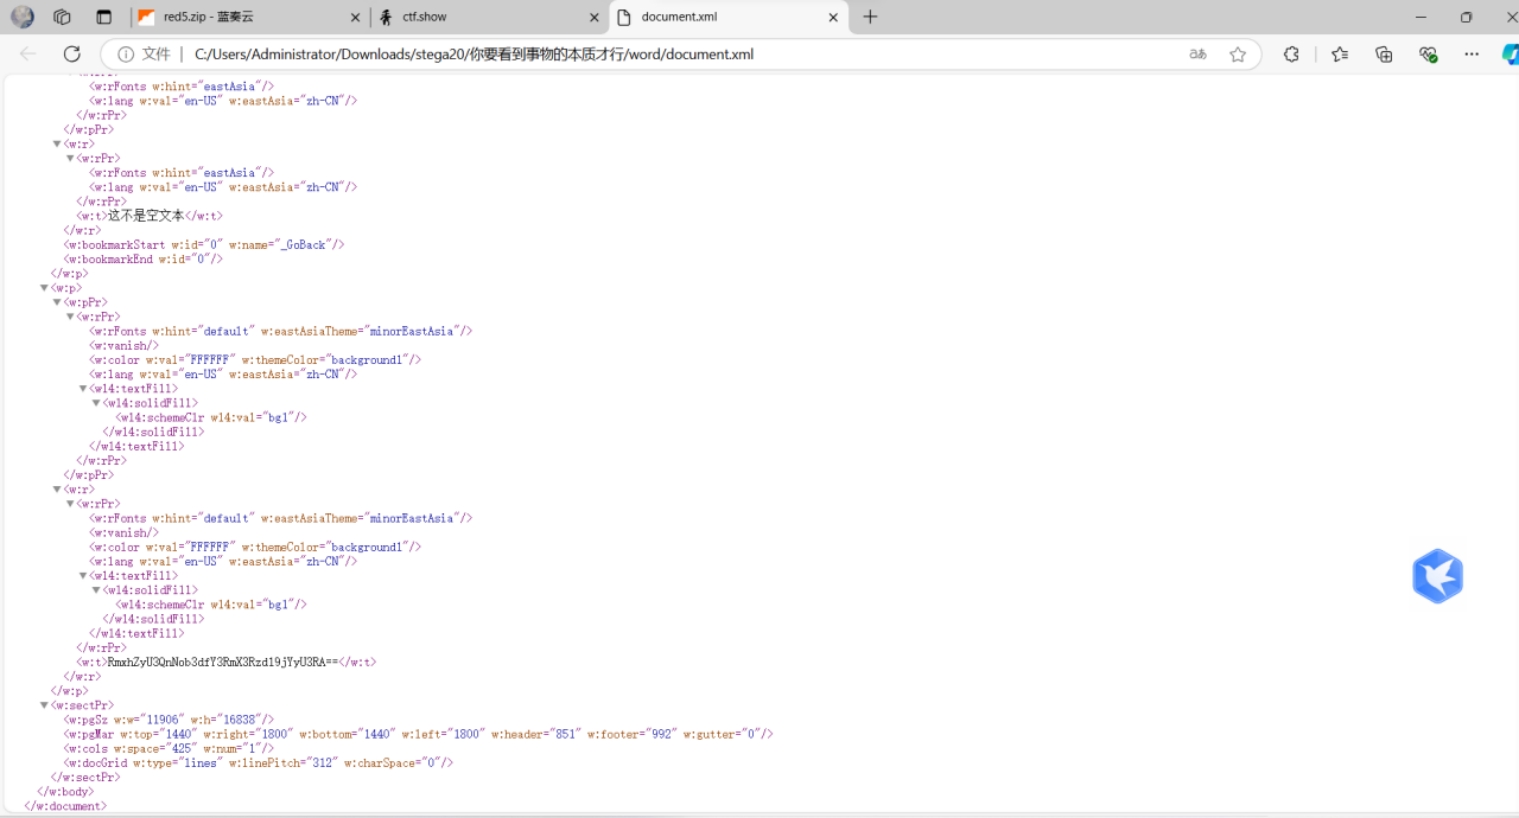 red5.zip - 蓝奏云
ctf.show
document.xml
文件
C:/Users/Administrator/Downloads/stega20/你要看到事物的本质才行/word/document.xml
<w:rFonts w:hint="eastAsia"/>
<w:lang w:val="en-US" w:eastAsia="zh-CN"/>
</w:rPr>
</w:pPr>
<w:r>
<w:rPr>
<w:rFonts w:hint="eastAsia"/>
<w:lang w:val="en-US" w:eastAsia="zh-CN"/>
</w:rPr>
<w:t>这不是空文本</w:t>
</w:r>
<w:bookmarkStart w:id="0" w:name="_GoBack"/>
<w:bookmarkEnd w:id="0"/>
</w:p>
<w:p>
<w:pPr>
<w:rPr>
<w:rFonts w:hint="default" w:eastAsiaTheme="minorEastAsia"/>
<w:vanish/>
<w:color w:val="FFFFFF" w:themeColor="background1"/>
<w:lang w:val="en-US" w:eastAsia="zh-CN"/>
<w14:textFill>
<w14:solidFill>
<w14:schemeClr w14:val="bg1"/>
</w14:solidFill>
</w14:textFill>
</w:rPr>
</w:pPr>
<w:r>
<w:rPr>
<w:rFonts w:hint="default" w:eastAsiaTheme="minorEastAsia"/>
<w:vanish/>
<w:color w:val="FFFFFF" w:themeColor="background1"/>
<w:lang w:val="en-US" w:eastAsia="zh-CN"/>
<w14:textFill>
<w14:solidFill>
<w14:schemeClr w14:val="bg1"/>
</w14:solidFill>
</w14:textFill>
</w:rPr>
<w:t>RmxhZyU3QnNob3dfY3RmX3Rzd19jYyU3RA==</w:t>
</w:r>
</w:p>
<w:sectPr>
<w:pgSz w:w="11906" w:h="16838"/>
<w:pgMar w:top="1440" w:right="1800" w:bottom="1440" w:left="1800" w:header="851" w:footer="992" w:gutter="0"/>
<w:cols w:space="425" w:num="1"/>
<w:docGrid w:type="lines" w:linePitch="312" w:charSpace="0"/>
</w:sectPr>
</w:body>
</w:document>